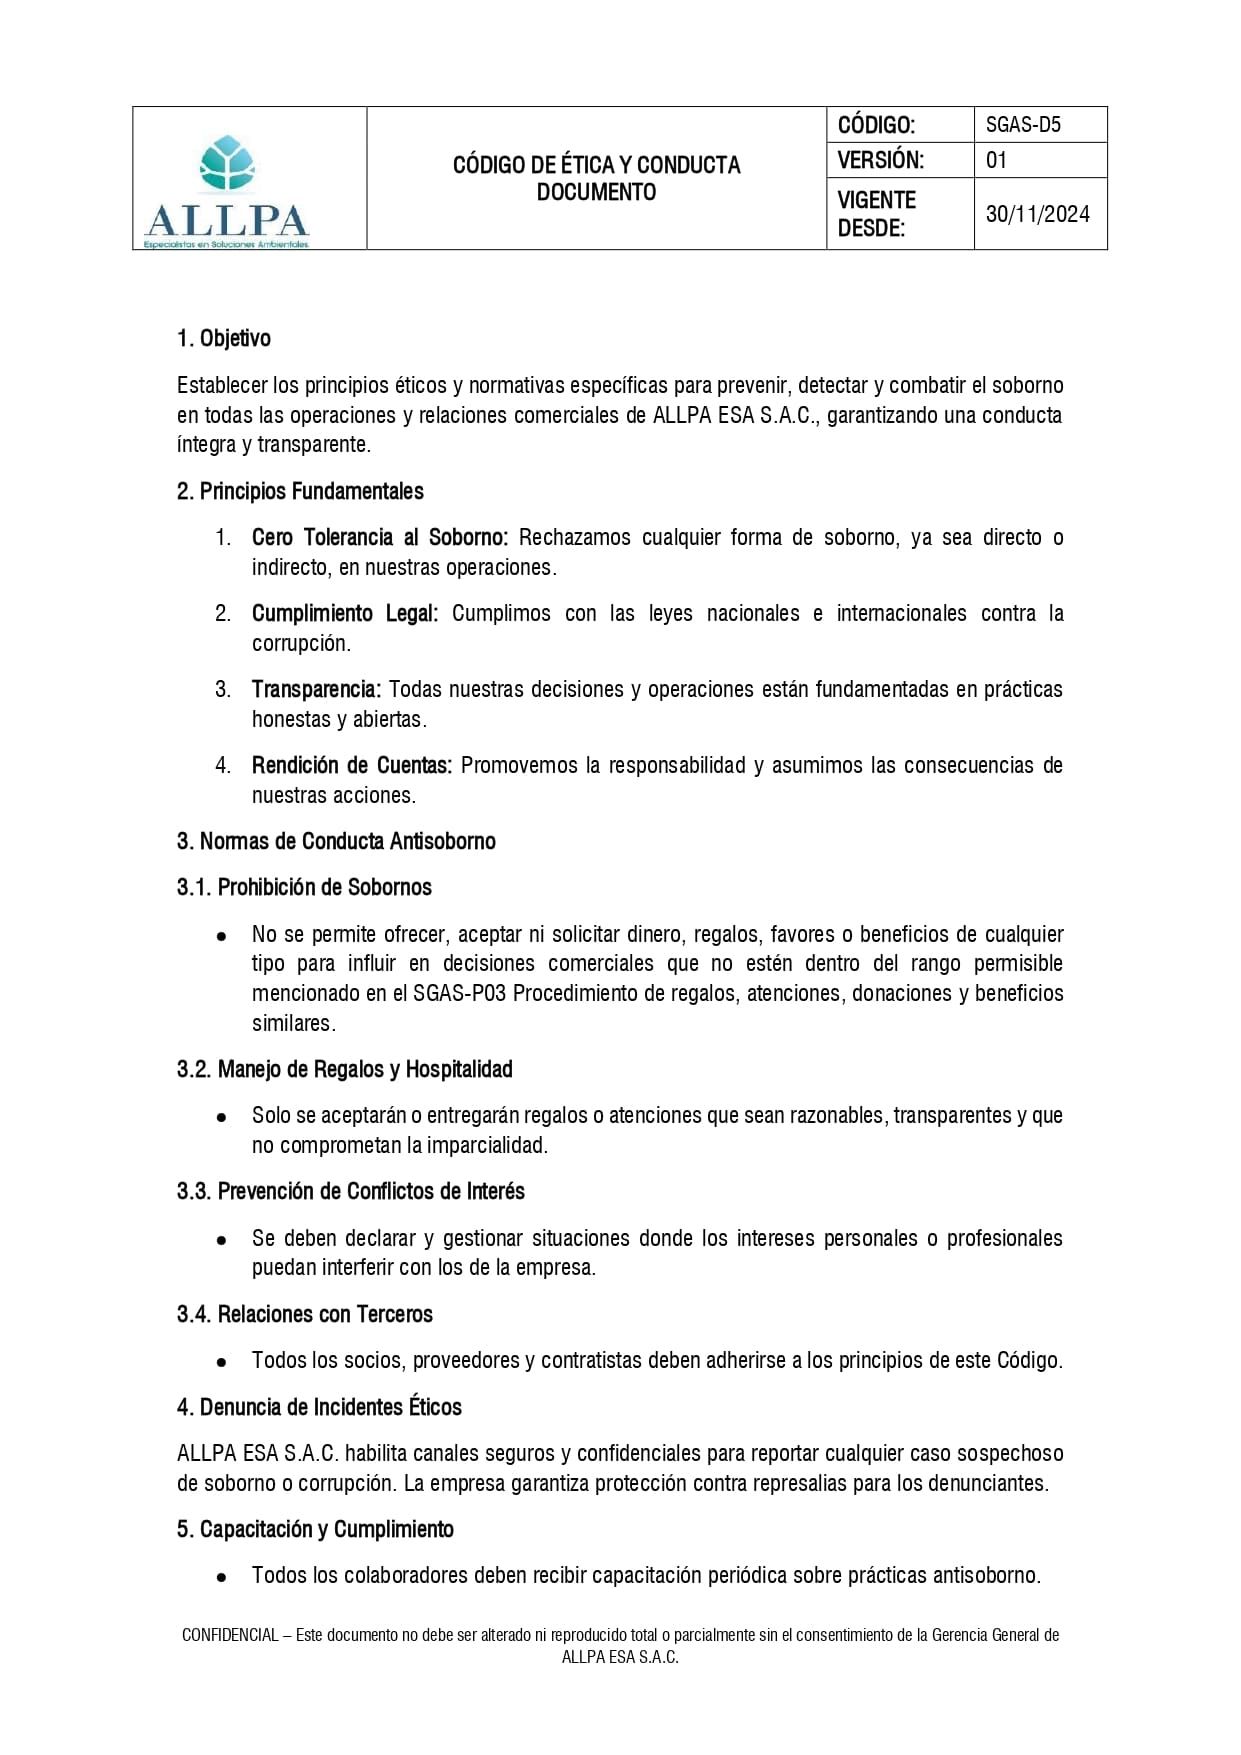 ALLPA
Especialistas en Soluciones Ambientales
CÓDIGO DE ÉTICA Y CONDUCTA
DOCUMENTO
CÓDIGO: SGAS-D5
VERSIÓN: 01
VIGENTE
DESDE: 30/11/2024
1. Objetivo
Establecer los principios éticos y normativas específicas para prevenir, detectar y combatir el soborno
en todas las operaciones y relaciones comerciales de ALLPA ESA S.A.C., garantizando una conducta
íntegra y transparente.
2. Principios Fundamentales
1. Cero Tolerancia al Soborno: Rechazamos cualquier forma de soborno, ya sea directo o
indirecto, en nuestras operaciones.
2. Cumplimiento Legal: Cumplimos con las leyes nacionales e internacionales contra la
corrupción.
3. Transparencia: Todas nuestras decisiones y operaciones están fundamentadas en prácticas
honestas y abiertas.
4. Rendición de Cuentas: Promovemos la responsabilidad y asumimos las consecuencias de
nuestras acciones.
3. Normas de Conducta Antisoborno
3.1. Prohibición de Sobornos
● No se permite ofrecer, aceptar ni solicitar dinero, regalos, favores o beneficios de cualquier
tipo para influir en decisiones comerciales que no estén dentro del rango permisible
mencionado en el SGAS-P03 Procedimiento de regalos, atenciones, donaciones y beneficios
similares.
3.2. Manejo de Regalos y Hospitalidad
● Solo se aceptarán o entregarán regalos o atenciones que sean razonables, transparentes y que
no comprometan la imparcialidad.
3.3. Prevención de Conflictos de Interés
● Se deben declarar y gestionar situaciones donde los intereses personales o profesionales
puedan interferir con los de la empresa.
3.4. Relaciones con Terceros
● Todos los socios, proveedores y contratistas deben adherirse a los principios de este Código.
4. Denuncia de Incidentes Éticos
ALLPA ESA S.A.C. habilita canales seguros y confidenciales para reportar cualquier caso sospechoso
de soborno o corrupción. La empresa garantiza protección contra represalias para los denunciantes.
5. Capacitación y Cumplimiento
● Todos los colaboradores deben recibir capacitación periódica sobre prácticas antisoborno.
CONFIDENCIAL – Este documento no debe ser alterado ni reproducido total o parcialmente sin el consentimiento de la Gerencia General de
ALLPA ESA S.A.C.